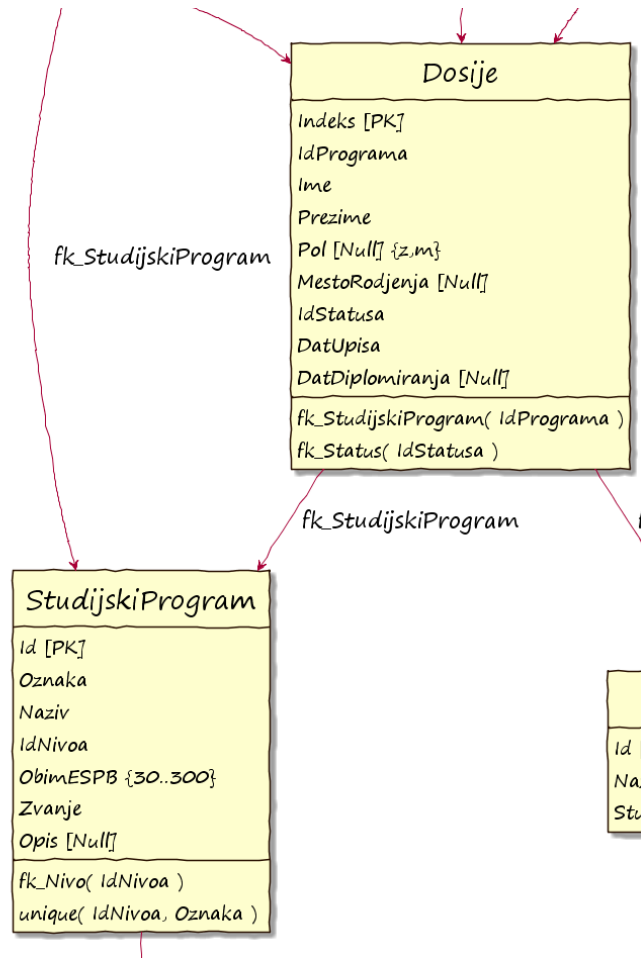 Dosije
Indeks [PK]
IdPrograma
Ime
Prezime
Pol [Null] {z,m}
MestoRodjenja [Null]
IdStatusa
DatUpisa
DatDiplomiranja [Null]
fk_StudijskiProgram( IdPrograma )
fk_Status( IdStatusa )
fk_StudijskiProgram
fk_StudijskiProgram
StudijskiProgram
Id [PK]
Oznaka
Naziv
IdNivoa
ObimESPB {30..300}
Zvanje
Opis [Null]
fk_Nivo( IdNivoa )
unique( IdNivoa, Oznaka )
Id